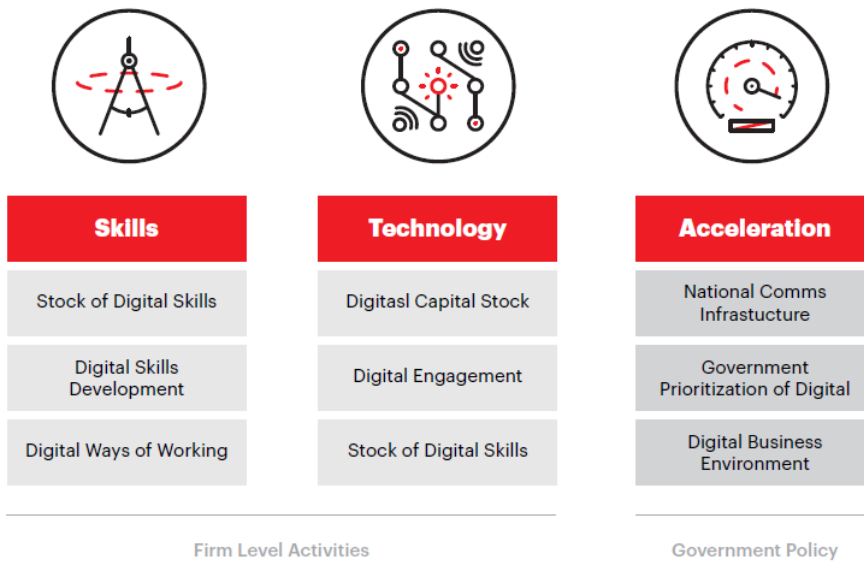 Skills
Stock of Digital Skills
Digital Skills
Development
Digital Ways of Working
Technology
Digitasl Capital Stock
Digital Engagement
Stock of Digital Skills
Acceleration
National Comms
Infrastucture
Government
Prioritization of Digital
Digital Business
Environment
Firm Level Activities
Government Policy